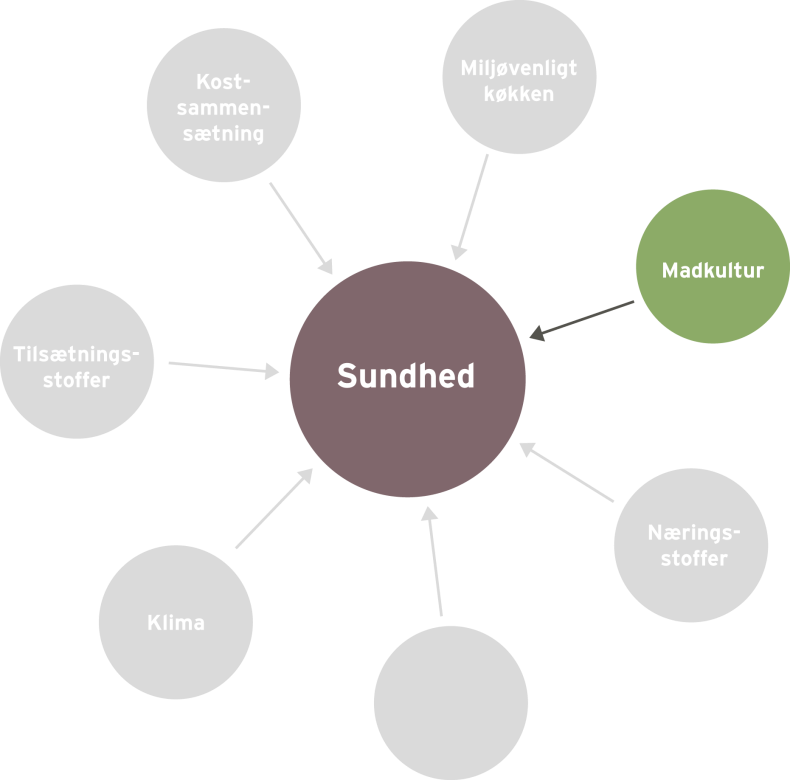 Miljøvenligt
køkken
Kost-
sammen-
sætning
Madkultur
Tilsætnings-
stoffer
Sundhed
Nærings-
stoffer
Klima